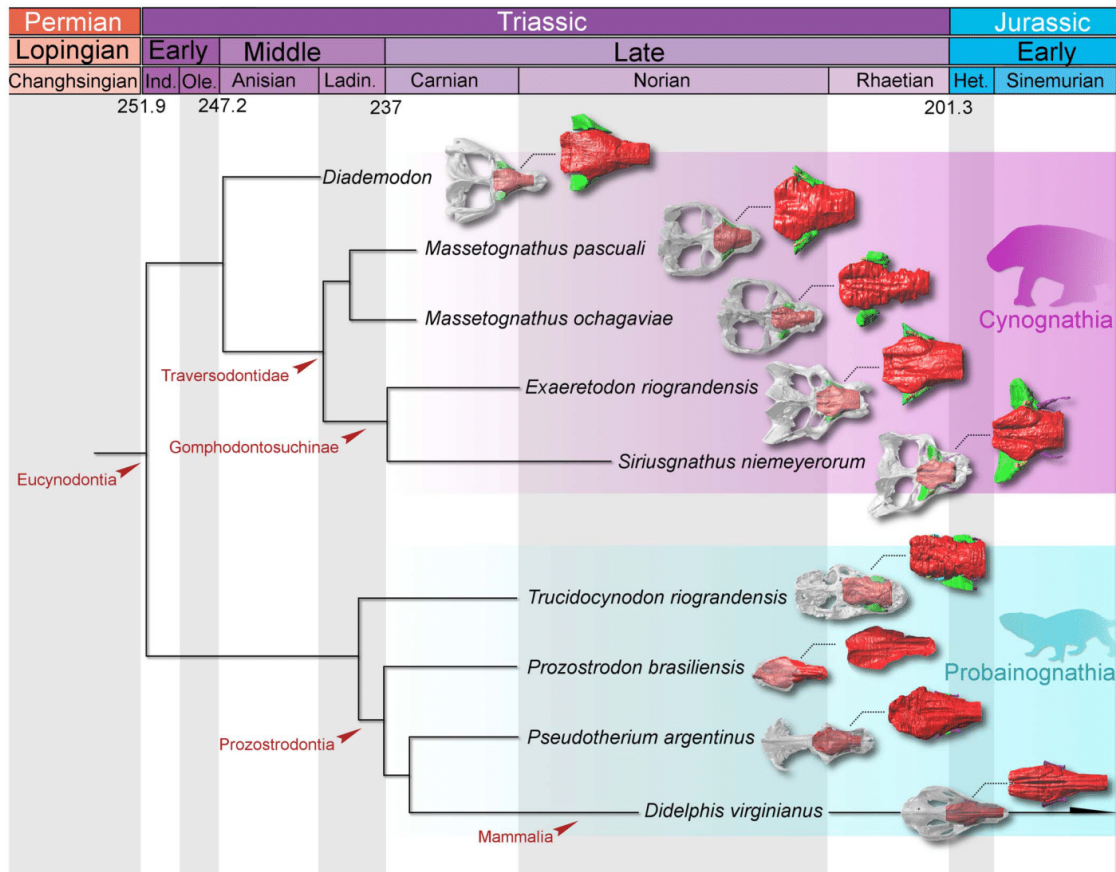 Permian Triassic Jurassic
Lopingian Early Middle Late Early
Changhsingian Ind. Ole. Anisian Ladin. Carnian Norian Rhaetian Het. Sinemurian
251.9 247.2 237 201.3
Diademodon
Massetognathus pascuali
Cynognathia
Massetognathus ochagaviae
Traversodontidae
Exaeretodon riograndensis
Gomphodontosuchinae
Siriusgnathus niemeyerorum
Eucynodontia
Trucidocynodon riograndensis
Prozostrodon brasiliensis
Probainognathia
Pseudotherium argentinus
Prozostrodontia
Didelphis virginianus
Mammalia